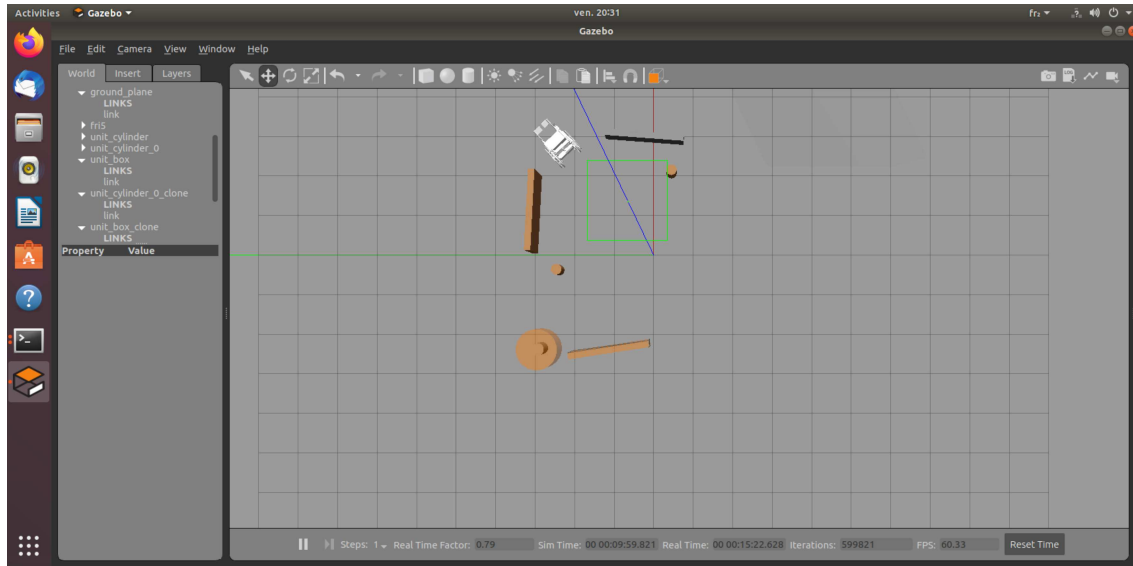 Activities Gazebo ven. 20:31 fr₂
Gazebo
File Edit Camera View Window Help
World Insert Layers
ground_plane
LINKS
link
fri5
unit_cylinder
unit_cylinder_0
unit_box
LINKS
link
unit_cylinder_0_clone
LINKS
link
unit_box_clone
LINKS
Property Value
Steps: 1 Real Time Factor: 0.79 Sim Time: 00 00:09:59.821 Real Time: 00 00:15:22.628 Iterations: 599821 FPS: 60.33 Reset Time